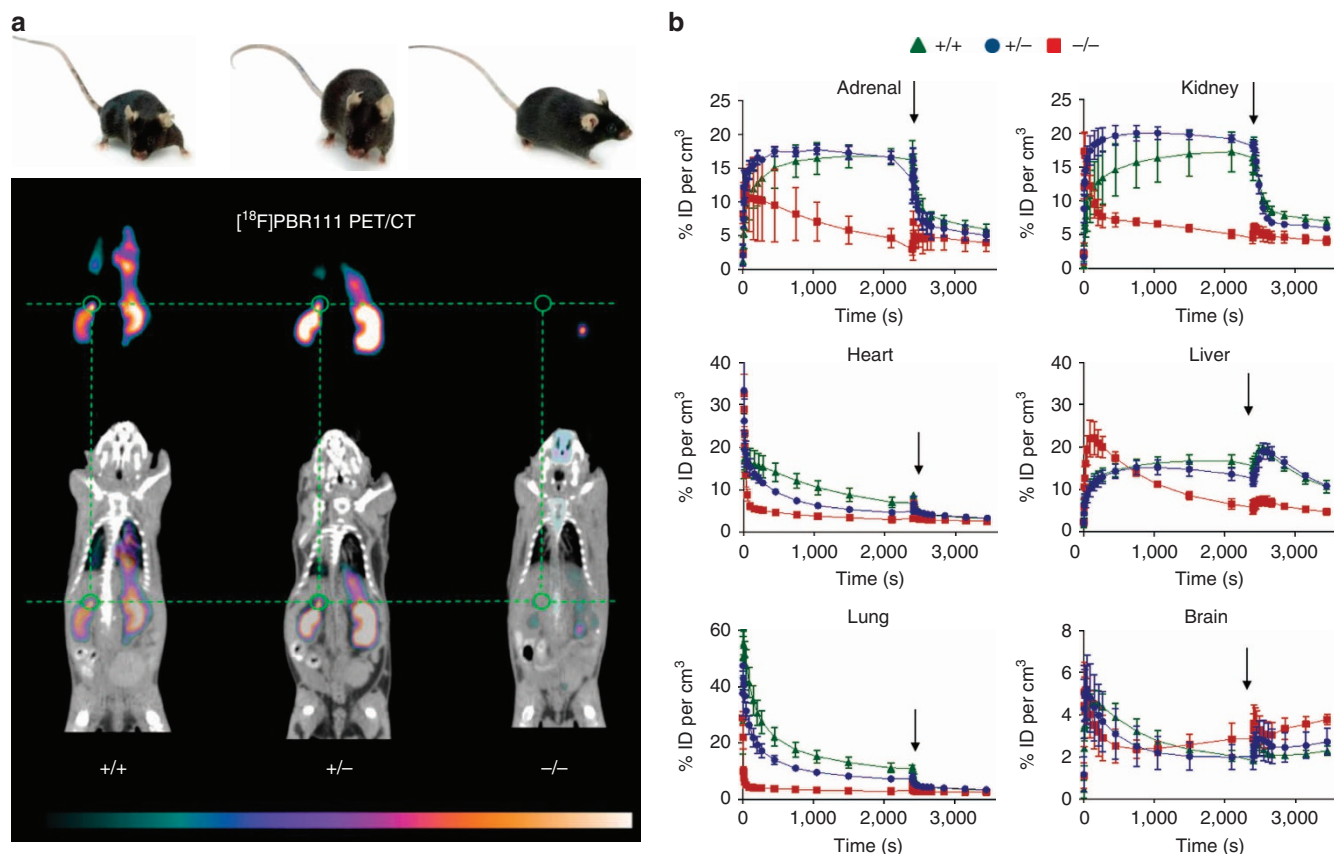 a
[¹⁸F]PBR111 PET/CT
+/+ +/– –/–
b
+/+ +/– –/–
Adrenal
% ID per cm³
25
20
15
10
5
0
0 1,000 2,000 3,000
Time (s)
Kidney
% ID per cm³
25
20
15
10
5
0
0 1,000 2,000 3,000
Time (s)
Heart
% ID per cm³
40
30
20
10
0
0 1,000 2,000 3,000
Time (s)
Liver
% ID per cm³
40
30
20
10
0
0 1,000 2,000 3,000
Time (s)
Lung
% ID per cm³
60
40
20
0
0 1,000 2,000 3,000
Time (s)
Brain
% ID per cm³
8
6
4
2
0
0 1,000 2,000 3,000
Time (s)